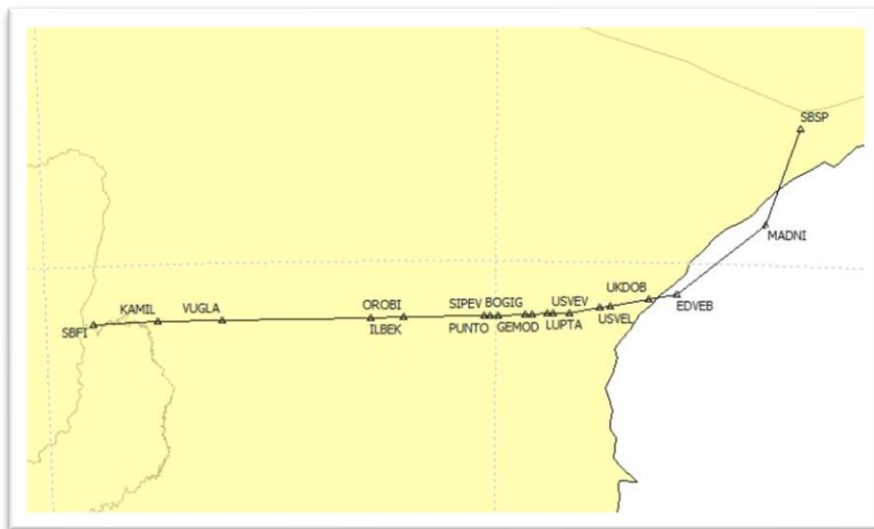 SBSP
MADNI
UKDOB
EDVEB
SIPEV BOGIG
USVEV
OROBI
KAMIL
VUGLA
SBFI
ILBEK
PUNTO
GEMOD
LUPTA
USVEL